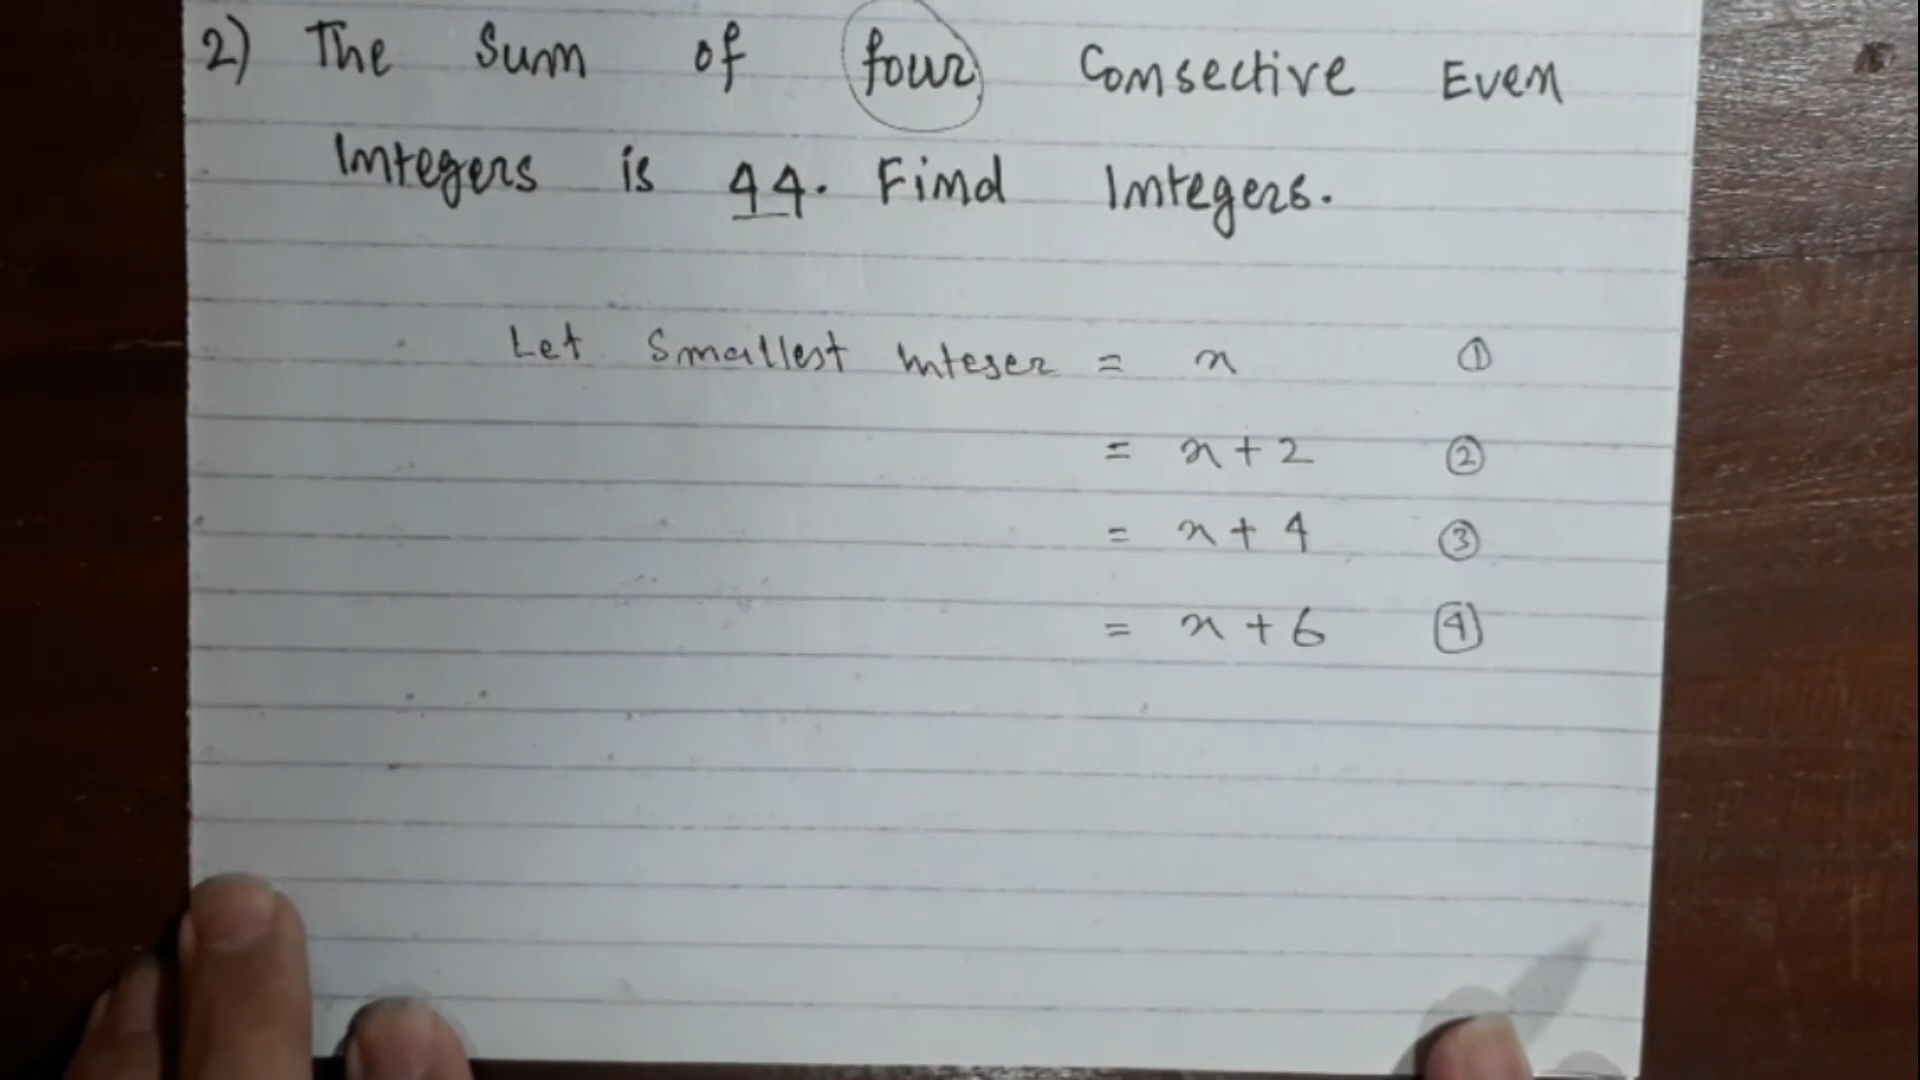 2) The Sum of four Consective Even
Integers is 44. Find Integers.
Let Smallest Integer = x ①
= x + 2 ②
= x + 4 ③
= x + 6 ④